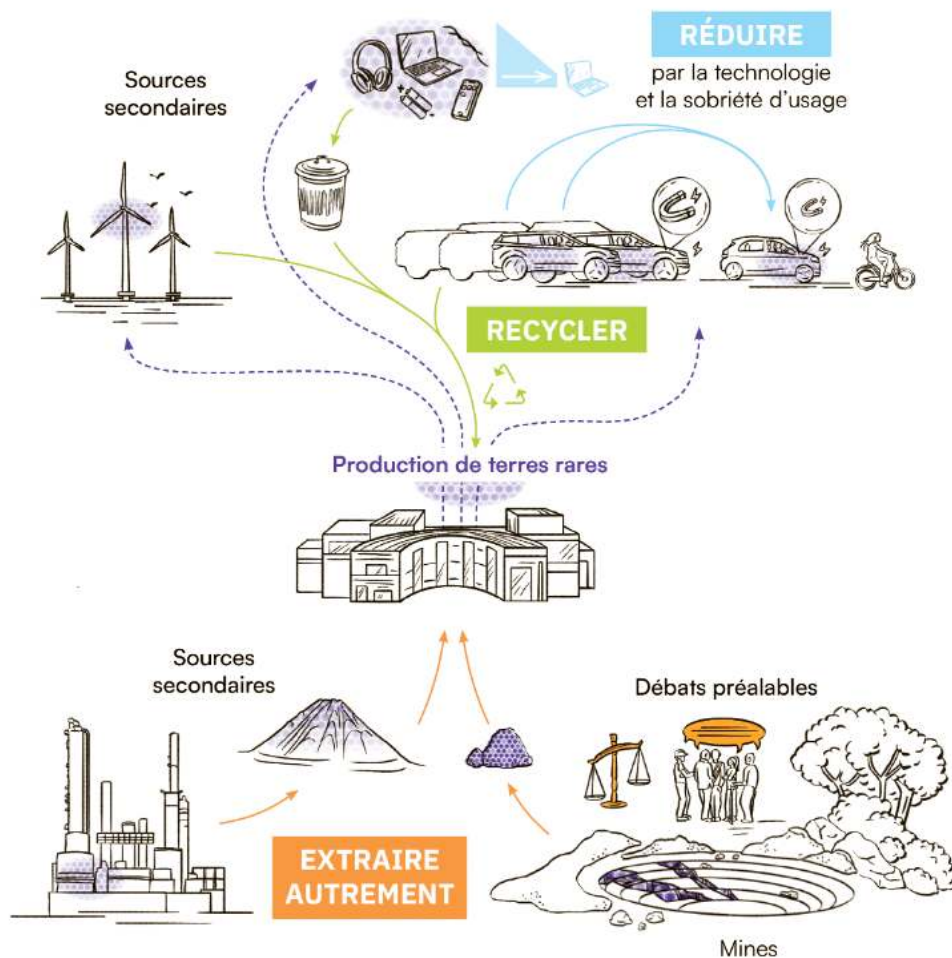 RÉDUIRE
par la technologie
et la sobriété d'usage
Sources
secondaires
RECYCLER
Production de terres rares
Sources
secondaires
Débats préalables
EXTRAIRE
AUTREMENT
Mines